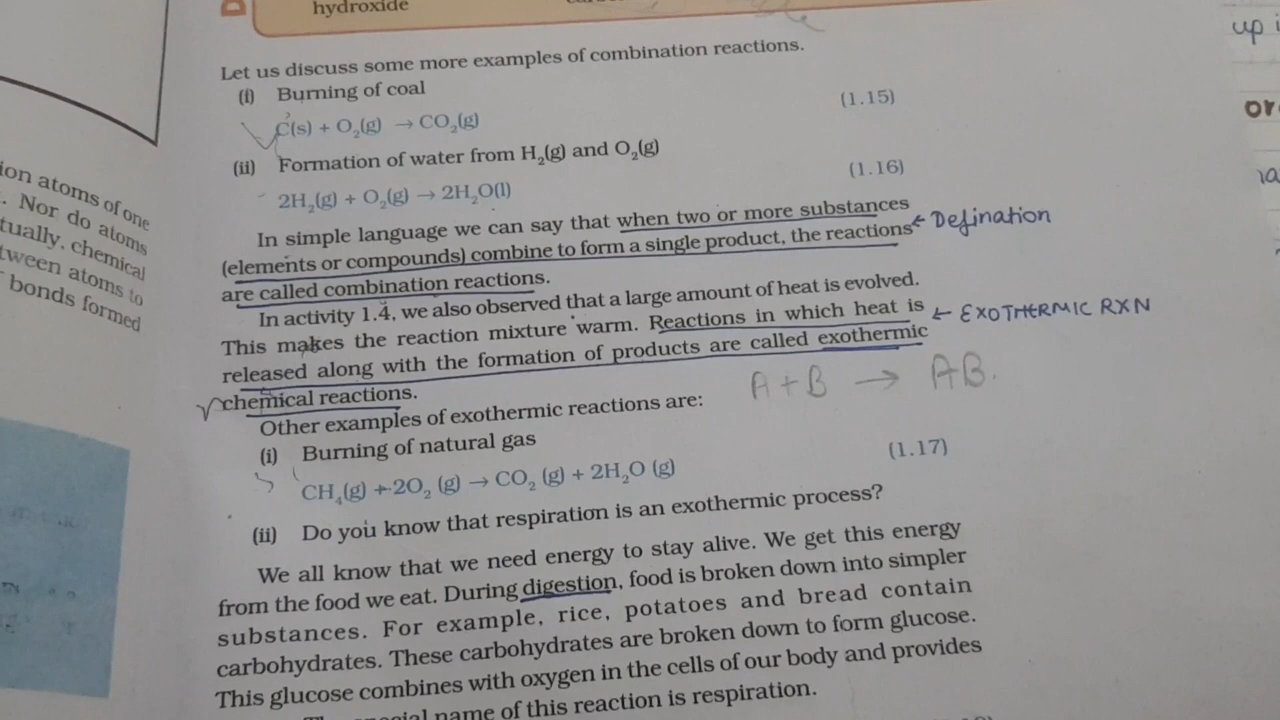 hydroxide
Let us discuss some more examples of combination reactions.
(i) Burning of coal
C(s) + O₂(g) → CO₂(g) (1.15)
(ii) Formation of water from H₂(g) and O₂(g)
2H₂(g) + O₂(g) → 2H₂O(l) (1.16)
In simple language we can say that when two or more substances
(elements or compounds) combine to form a single product, the reactions ← Defination
are called combination reactions.
In activity 1.4, we also observed that a large amount of heat is evolved.
This makes the reaction mixture warm. Reactions in which heat is ← EXOTHERMIC RXN
released along with the formation of products are called exothermic
chemical reactions.
A + B → AB.
Other examples of exothermic reactions are:
(i) Burning of natural gas
CH₄(g) + 2O₂ (g) → CO₂ (g) + 2H₂O (g) (1.17)
(ii) Do you know that respiration is an exothermic process?
We all know that we need energy to stay alive. We get this energy
from the food we eat. During digestion, food is broken down into simpler
substances. For example, rice, potatoes and bread contain
carbohydrates. These carbohydrates are broken down to form glucose.
This glucose combines with oxygen in the cells of our body and provides
name of this reaction is respiration.
ion atoms of one
. Nor do atoms
tually, chemical
tween atoms to
bonds formed
up
or